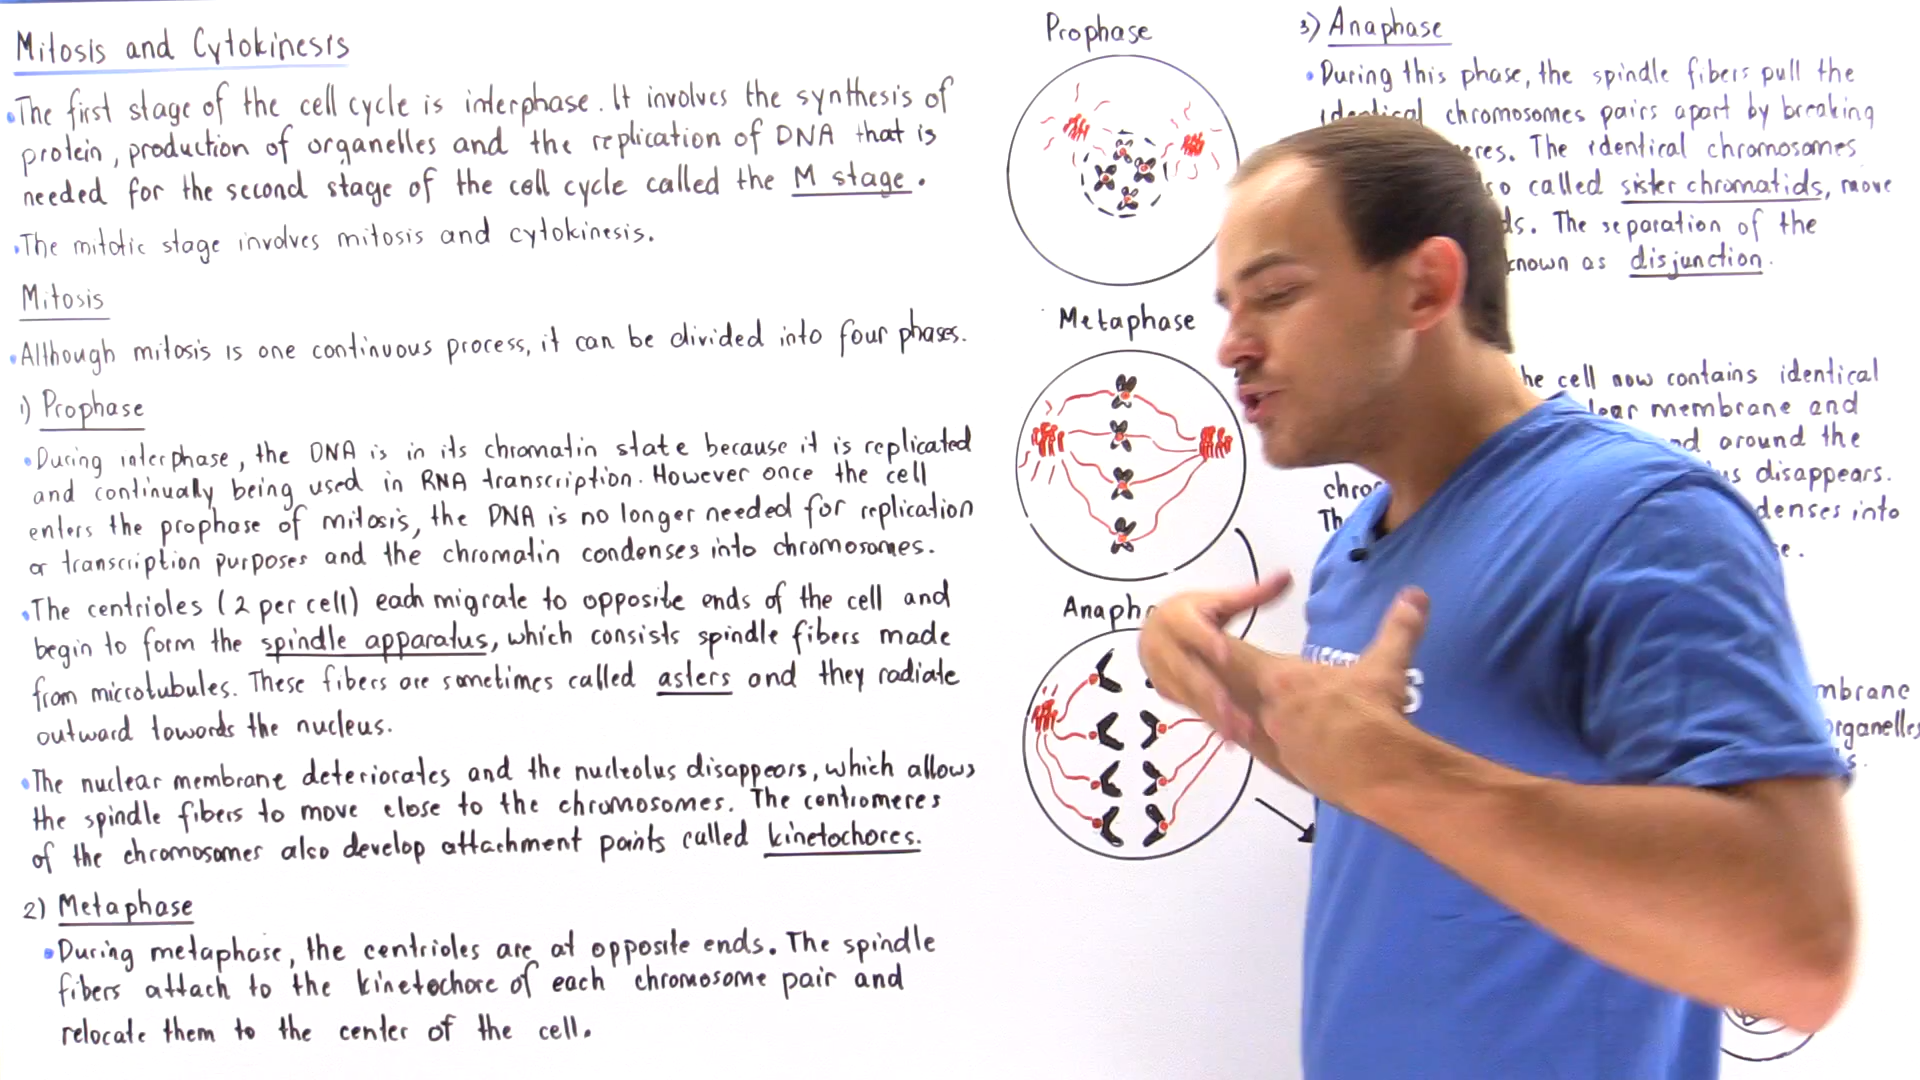 Mitosis and Cytokinesis
• The first stage of the cell cycle is interphase. It involves the synthesis of
protein, production of organelles and the replication of DNA that is
needed for the second stage of the cell cycle called the M stage.
• The mitotic stage involves mitosis and cytokinesis.
Mitosis
• Although mitosis is one continuous process, it can be divided into four phases.
1) Prophase
• During interphase, the DNA is in its chromatin state because it is replicated
and continually being used in RNA transcription. However once the cell
enters the prophase of mitosis, the DNA is no longer needed for replication
or transcription purposes and the chromatin condenses into chromosomes.
• The centrioles (2 per cell) each migrate to opposite ends of the cell and
begin to form the spindle apparatus, which consists spindle fibers made
from microtubules. These fibers are sometimes called asters and they radiate
outward towards the nucleus.
• The nuclear membrane deteriorates and the nucleolus disappears, which allows
the spindle fibers to move close to the chromosomes. The centromeres
of the chromosomes also develop attachment points called kinetochores.
2) Metaphase
• During metaphase, the centrioles are at opposite ends. The spindle
fibers attach to the kinetochore of each chromosome pair and
relocate them to the center of the cell.
Prophase
Metaphase
Anaph
3) Anaphase
• During this phase, the spindle fibers pull the
identical chromosomes pairs apart by breaking
eres. The identical chromosomes
so called sister chromatids, move
ds. The separation of the
known as disjunction.
he cell now contains identical
lear membrane and
nd around the
us disappears.
chro denses into
Th e.
mbrane
organelles
s.